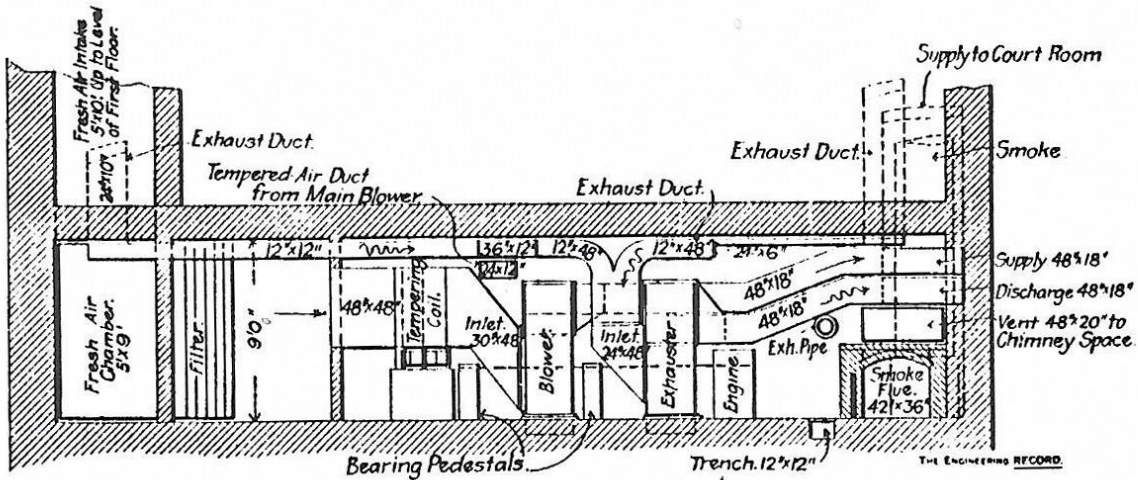 Fresh Air Intake
5'x10'. Up to Level
of First Floor.
24"x10"
Exhaust Duct.
Tempered Air Duct
from Main Blower
Exhaust Duct.
Exhaust Duct.
Supply to Court Room
Smoke
12"x12"
36"x12"
12"x48"
12"x48"
24"x6"
24x12"
Supply 48"x18"
Discharge 48"x18"
Vent 48"x20" to
Chimney Space.
48"x18"
48"x18"
Fresh Air
Chamber.
5'x9'
Filter
9'0"
48"x48"
Tempering
Coil.
Inlet.
30"x48
Blower
Inlet.
24"x48
Exhauster
Engine
Exh. Pipe
Smoke
Flue.
42"x36"
Bearing Pedestals.
Trench. 12"x12"
THE ENGINEERING RECORD.